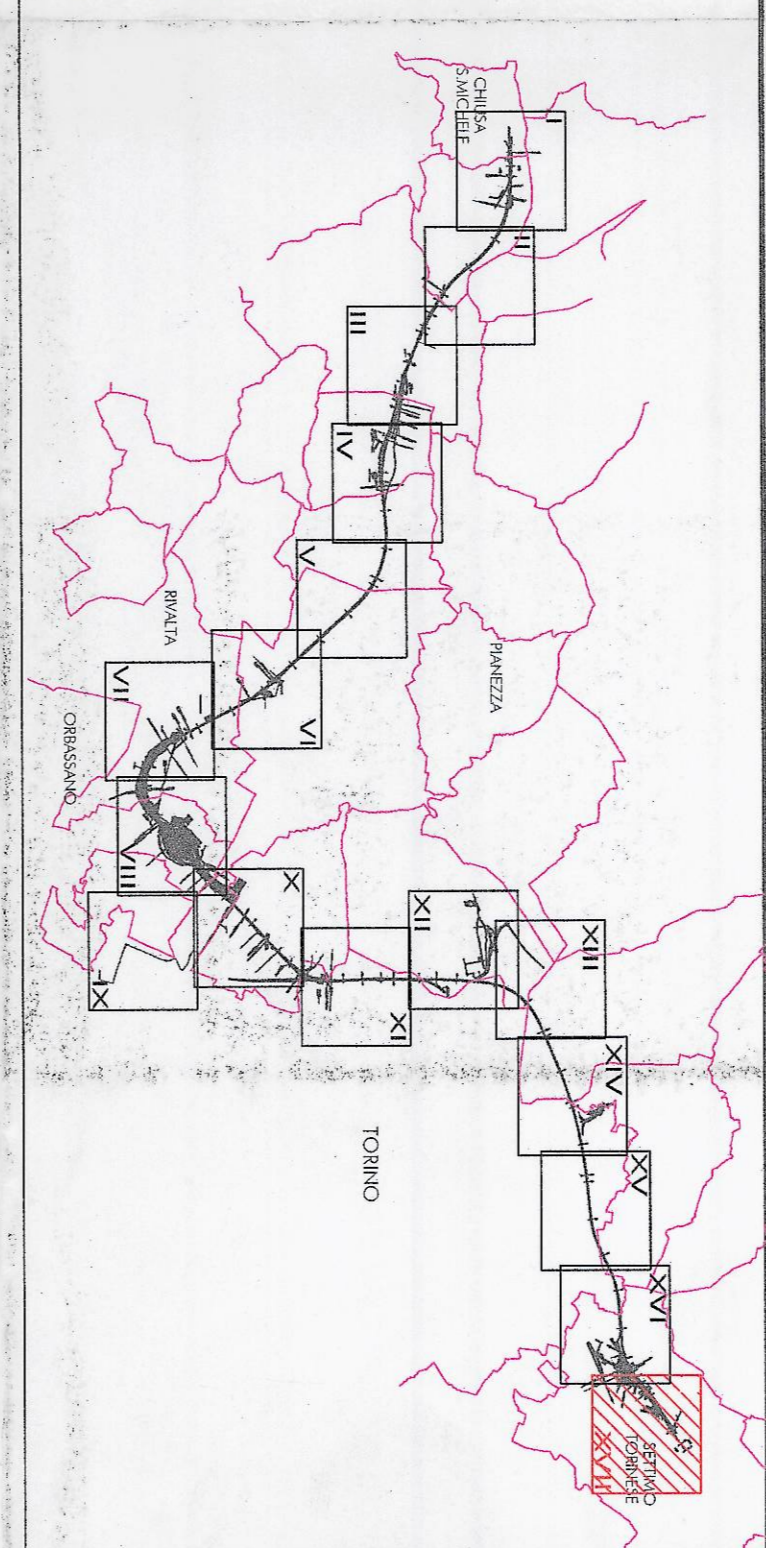 CHIUSA
S.MICHELE
I
II
III
IV
V
VI
VII
VIII
IX
X
XI
XII
XIII
XIV
XV
XVI
XVII
RIVALTA
ORBASSANO
PIANEZZA
TORINO
SETTIMO
TORINESE